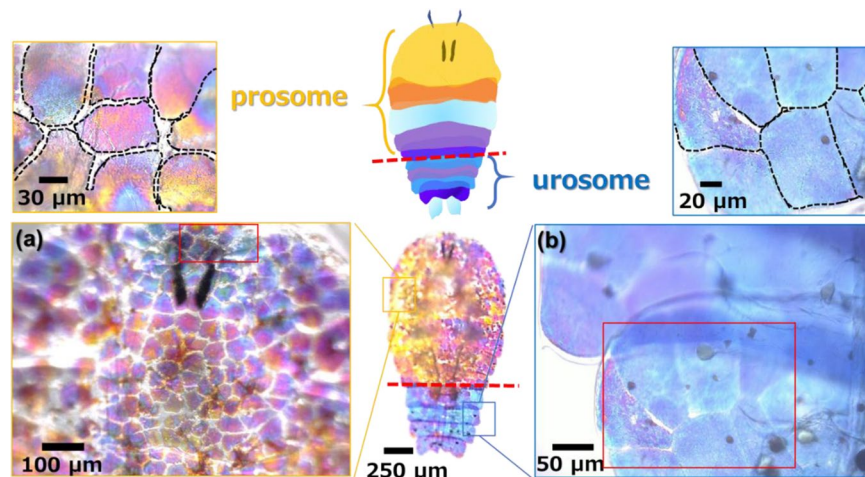 prosome
urosome
30 μm
20 μm
(a)
(b)
100 μm
250 μm
50 μm